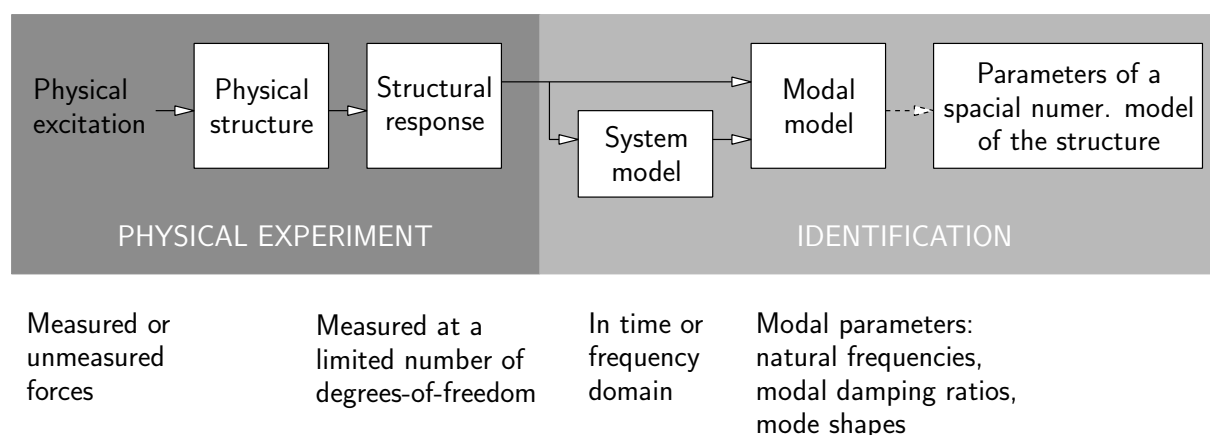 Physical
excitation
Physical
structure
Structural
response
System
model
Modal
model
Parameters of a
spacial numer. model
of the structure
PHYSICAL EXPERIMENT
IDENTIFICATION
Measured or
unmeasured
forces
Measured at a
limited number of
degrees-of-freedom
In time or
frequency
domain
Modal parameters:
natural frequencies,
modal damping ratios,
mode shapes